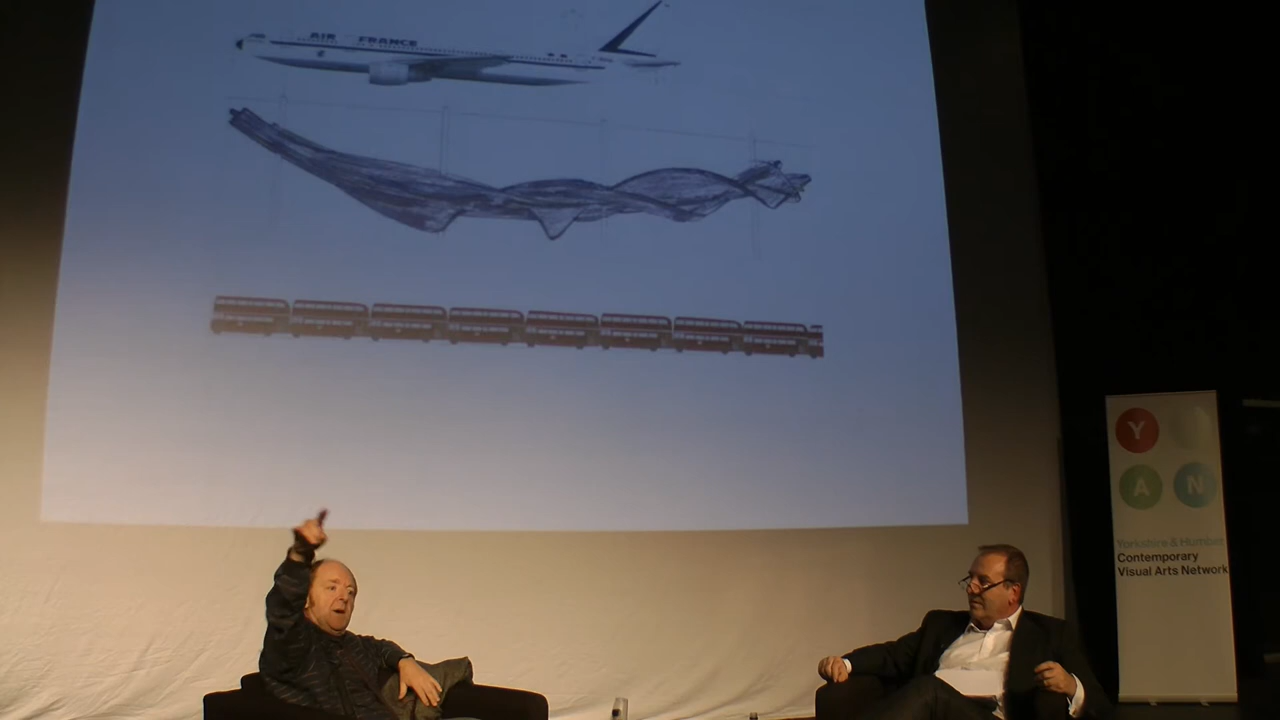 AIR FRANCE
Y
A N
Yorkshire & Humber
Contemporary
Visual Arts Network